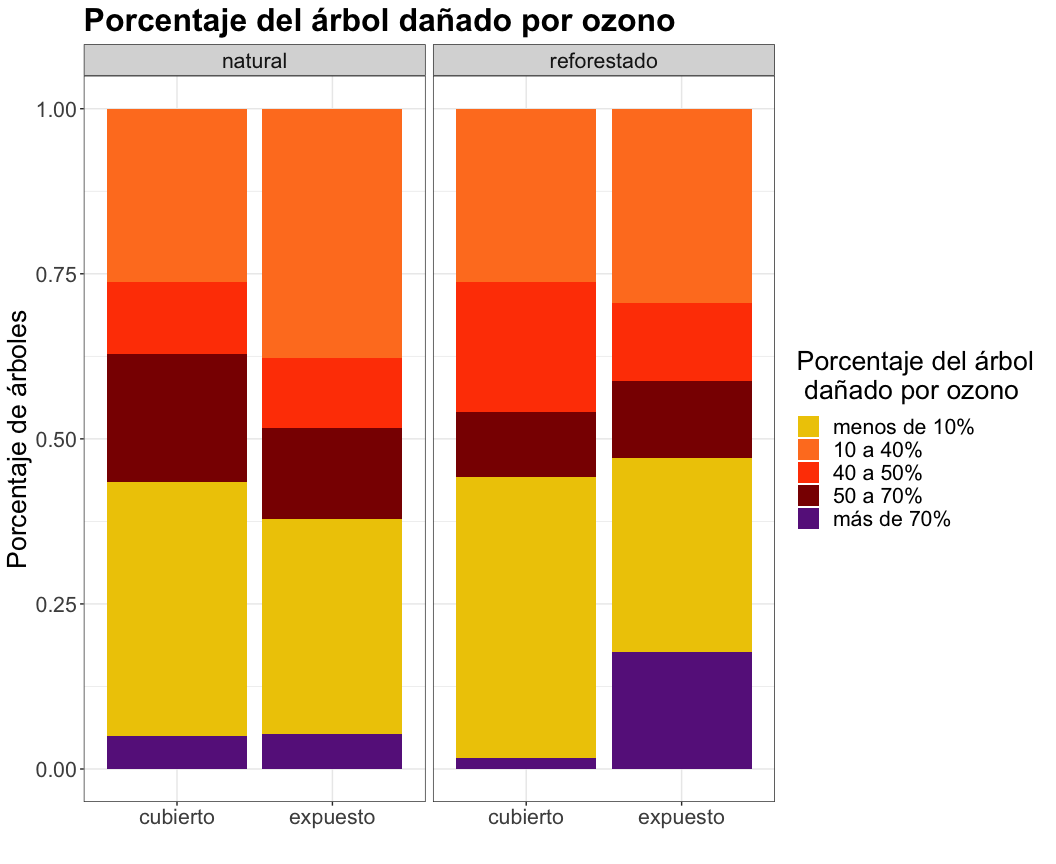 Porcentaje del árbol dañado por ozono
natural
reforestado
1.00
0.75
0.50
0.25
0.00
Porcentaje de árboles
cubierto
expuesto
cubierto
expuesto
Porcentaje del árbol
dañado por ozono
menos de 10%
10 a 40%
40 a 50%
50 a 70%
más de 70%